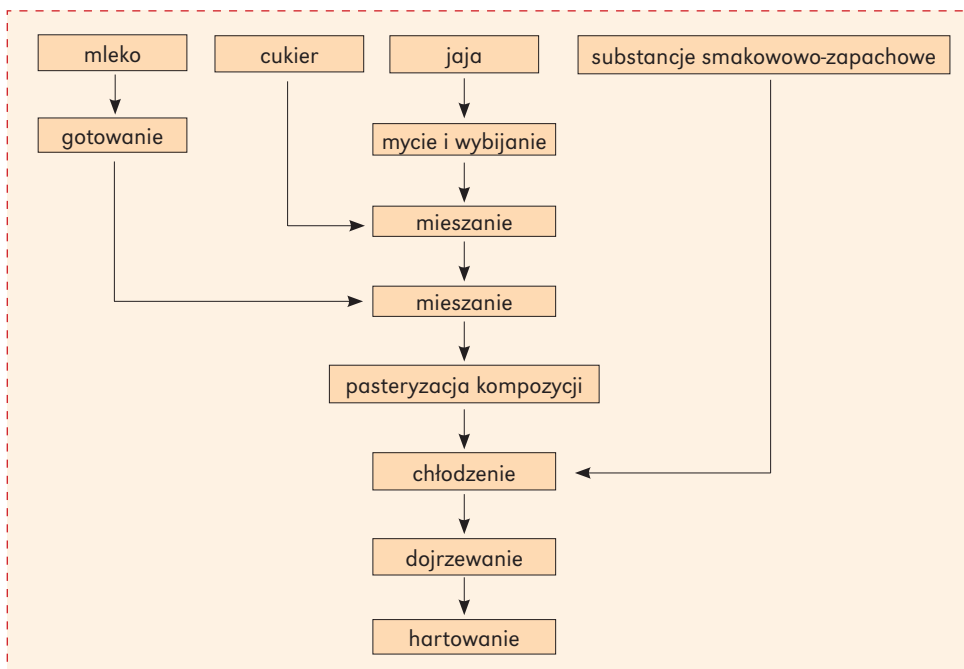 mleko
cukier
jaja
substancje smakowowo-zapachowe
gotowanie
mycie i wybijanie
mieszanie
mieszanie
pasteryzacja kompozycji
chłodzenie
dojrzewanie
hartowanie